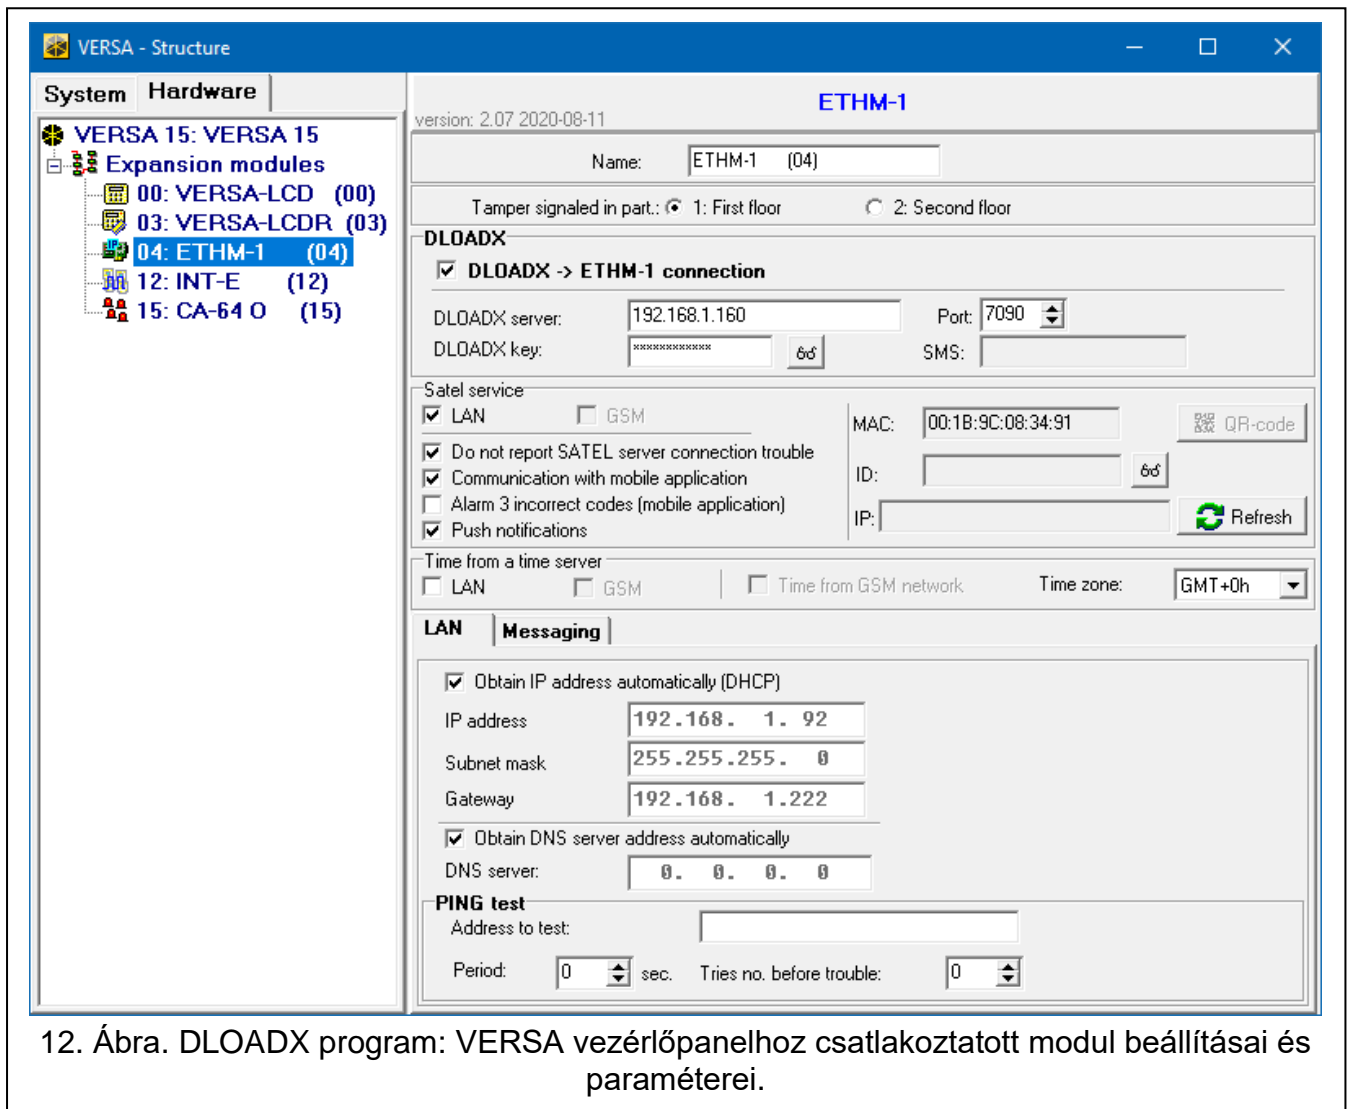 VERSA - Structure
System Hardware
VERSA 15: VERSA 15
Expansion modules
00: VERSA-LCD (00)
03: VERSA-LCDR (03)
04: ETHM-1 (04)
12: INT-E (12)
15: CA-64 O (15)
ETHM-1
version: 2.07 2020-08-11
Name: ETHM-1 (04)
Tamper signaled in part.: 1: First floor 2: Second floor
DLOADX
DLOADX -> ETHM-1 connection
DLOADX server: 192.168.1.160 Port: 7090
DLOADX key: ************ SMS:
Satel service
LAN GSM
Do not report SATEL server connection trouble
Communication with mobile application
Alarm 3 incorrect codes (mobile application)
Push notifications
MAC: 00:1B:9C:08:34:91 QR-code
ID:
IP: Refresh
Time from a time server
LAN GSM Time from GSM network Time zone: GMT+0h
LAN Messaging
Obtain IP address automatically (DHCP)
IP address 192.168. 1. 92
Subnet mask 255.255.255. 0
Gateway 192.168. 1.222
Obtain DNS server address automatically
DNS server: 0. 0. 0. 0
PING test
Address to test:
Period: 0 sec. Tries no. before trouble: 0
12. Ábra. DLOADX program: VERSA vezérlőpanelhoz csatlakoztatott modul beállításai és
paraméterei.